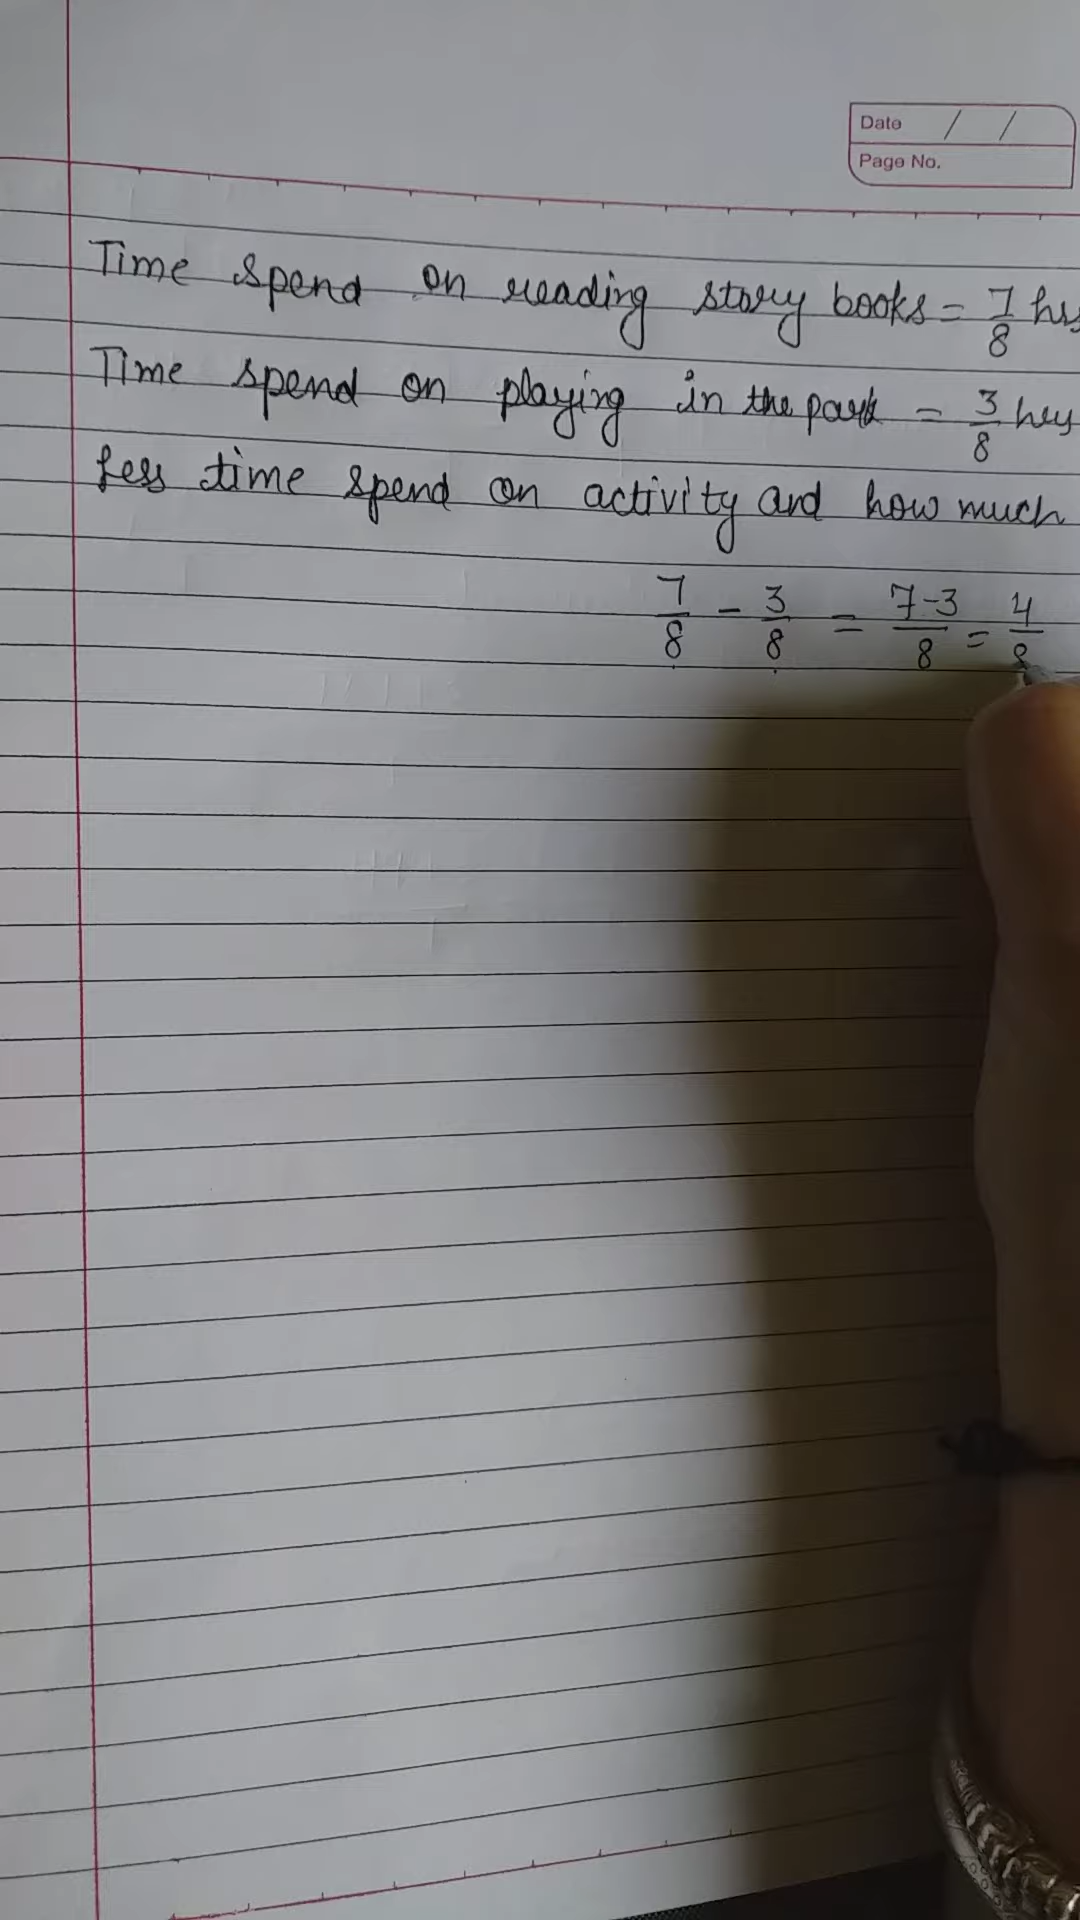 Date / /
Page No.
Time spend on reading story books = 7/8 hrs
Time spend on playing in the park = 3/8 hrs
Less time spend on activity and how much
7/8 - 3/8 = 7-3/8 = 4/8